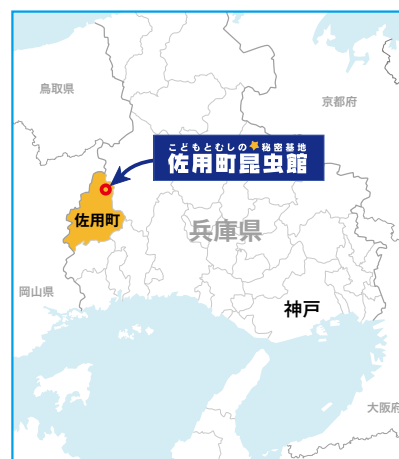 鳥取県
京都府
こどもとむしの★秘密基地
佐用町昆虫館
佐用町
兵庫県
岡山県
神戸
大阪府